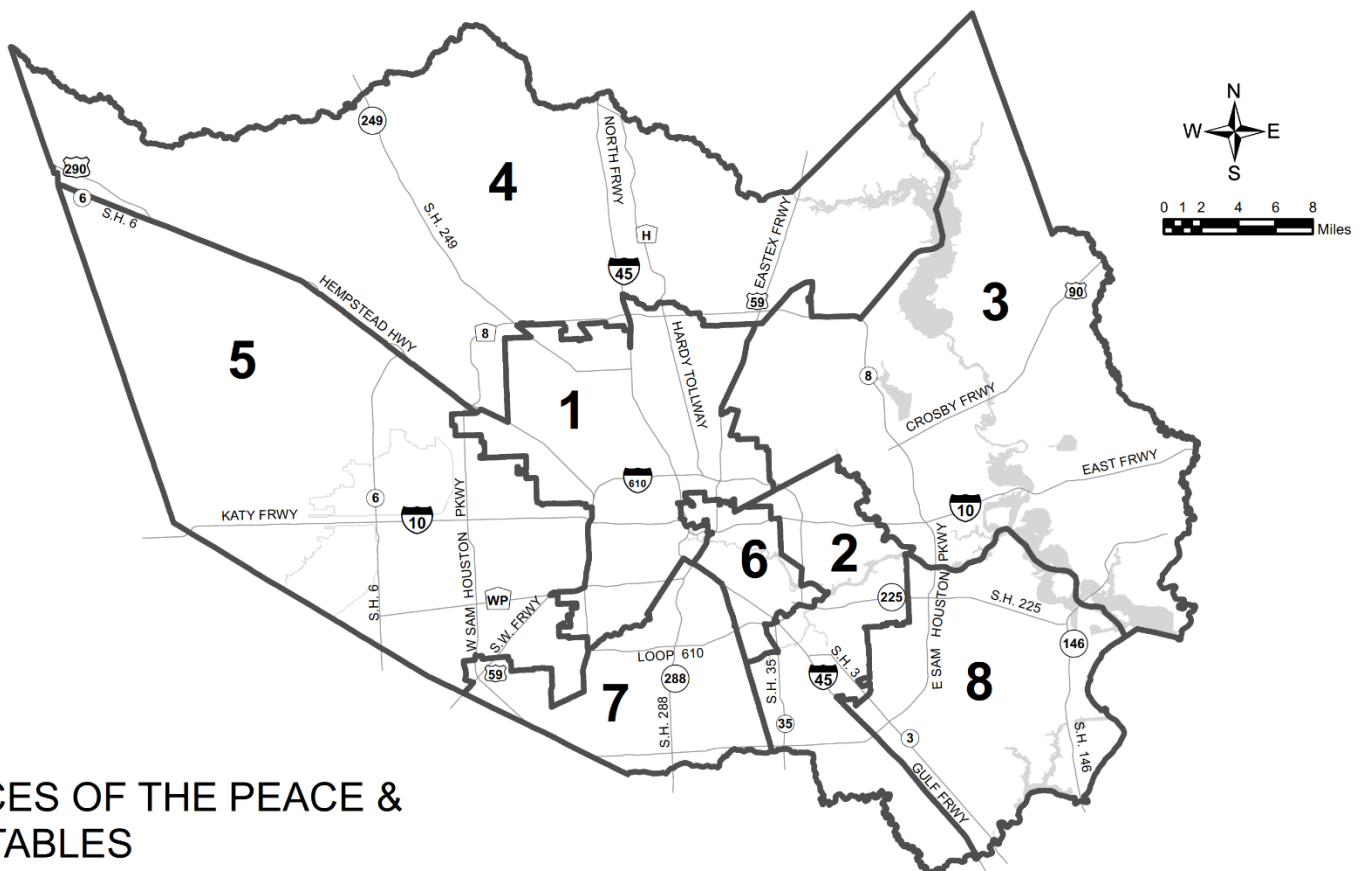 N
W E
S
0 1 2 4 6 8
Miles
249
290
6
S.H. 6
4
NORTH FRWY
S.H. 249
H
45
EASTEX FRWY
59
3
90
HEMPSTEAD HWY
8
5
1
HARDY TOLLWAY
8
CROSBY FRWY
EAST FRWY
610
6
KATY FRWY
10
W SAM HOUSTON PKWY
10
6
2
E SAM HOUSTON PKWY
S.H. 6
WP
S.W. FRWY
59
225
S.H. 225
146
LOOP 610
288
7
S.H. 288
S.H. 35
35
S.H. 3
45
8
3
GULF FRWY
S.H. 146
CES OF THE PEACE &
TABLES